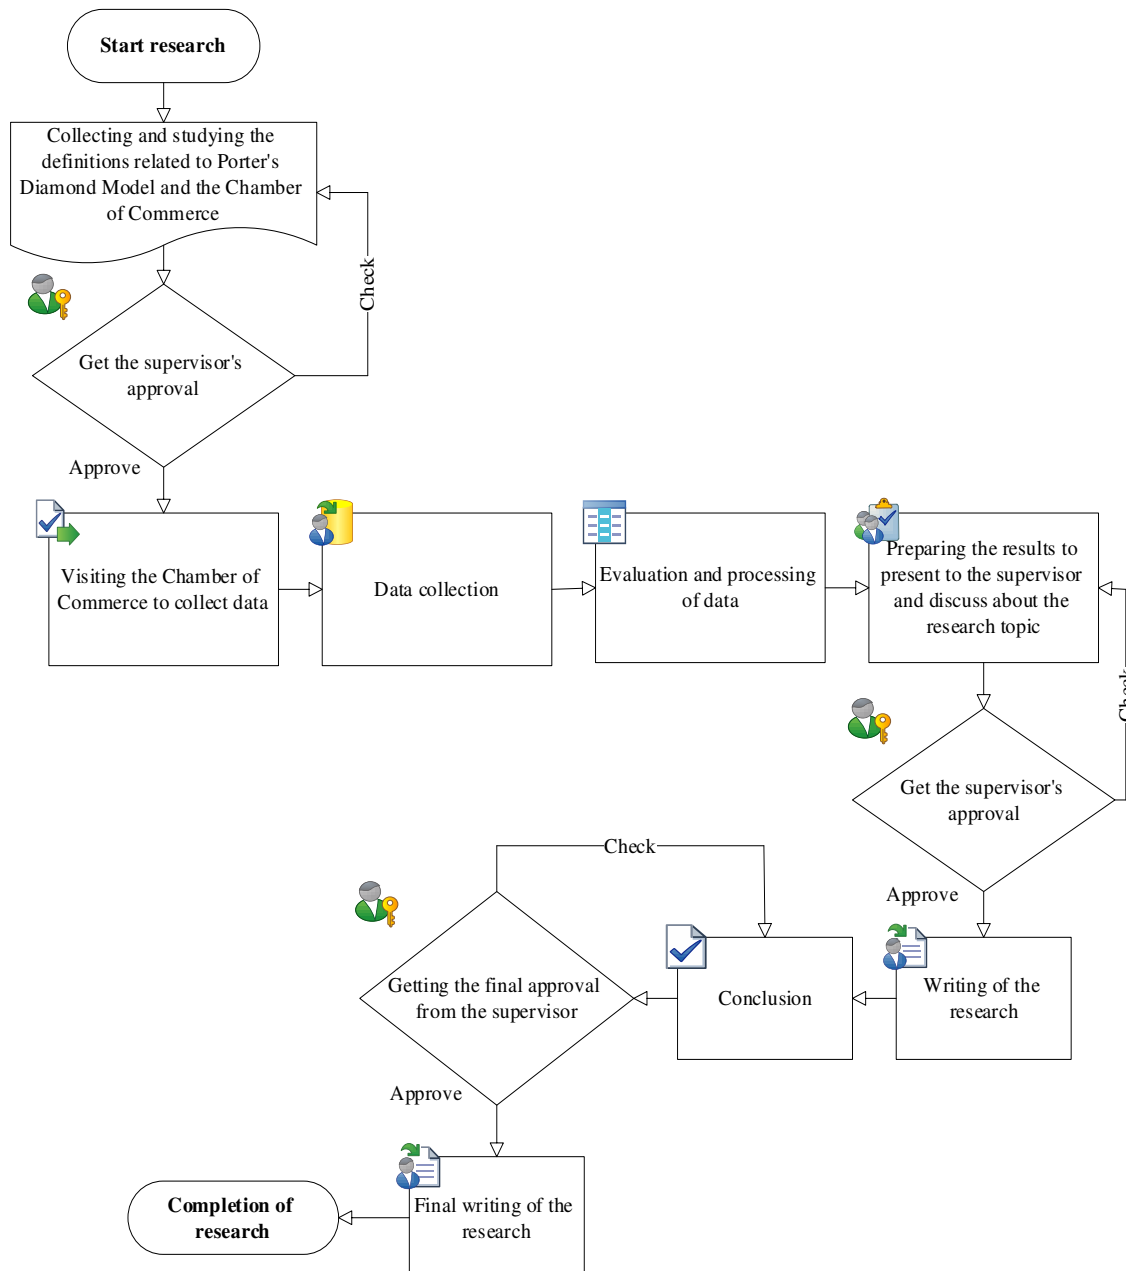 Start research
Collecting and studying the
definitions related to Porter's
Diamond Model and the Chamber
of Commerce
Check
Get the supervisor's
approval
Approve
Visiting the Chamber of
Commerce to collect data
Data collection
Evaluation and processing
of data
Preparing the results to
present to the supervisor
and discuss about the
research topic
Check
Get the supervisor's
approval
Approve
Writing of the
research
Conclusion
Check
Getting the final approval
from the supervisor
Approve
Final writing of the
research
Completion of
research